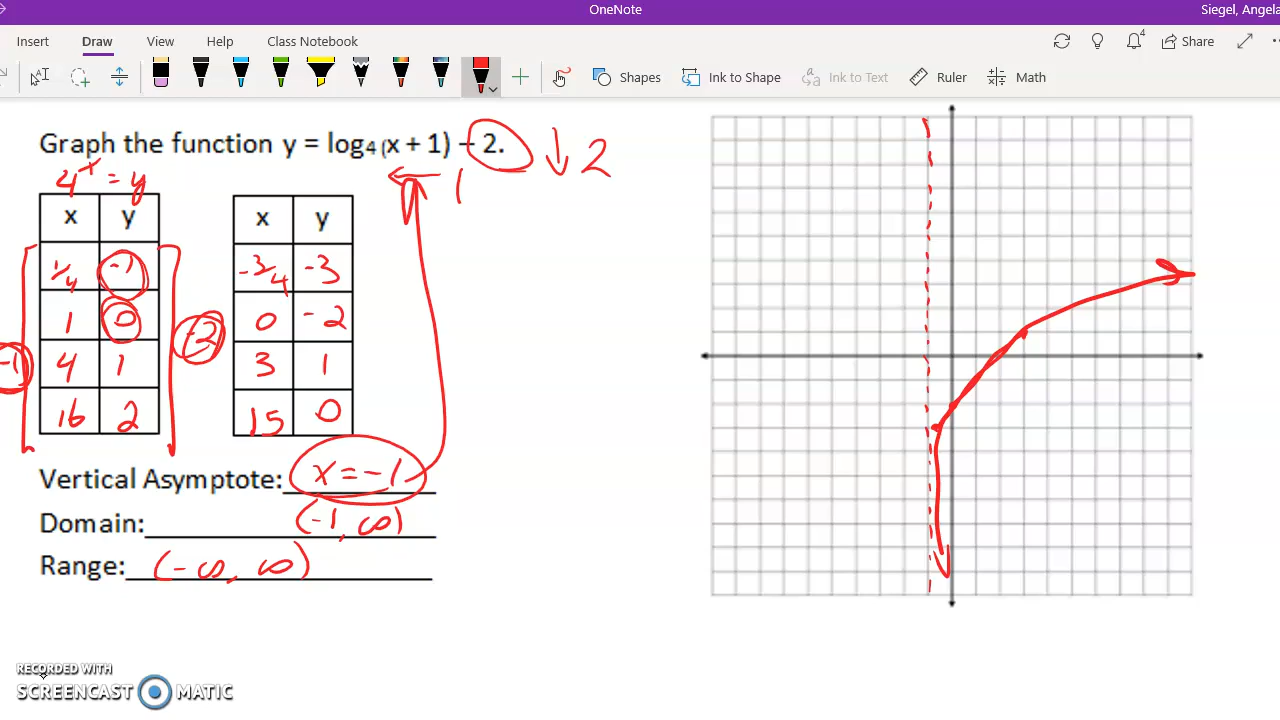 OneNote
Siegel, Angela
Insert Draw View Help Class Notebook
4 Share
Shapes Ink to Shape Ink to Text Ruler Math
Graph the function y = log₄(x + 1) – 2. ↓ 2
← 1
4^x = y
x y
1/4 -1
1 0
4 1
16 2
-1
-2
x y
-3/4 -3
0 -2
3 1
15 0
Vertical Asymptote: x = -1
Domain: (-1, ∞)
Range: (-∞, ∞)
RECORDED WITH
SCREENCAST MATIC